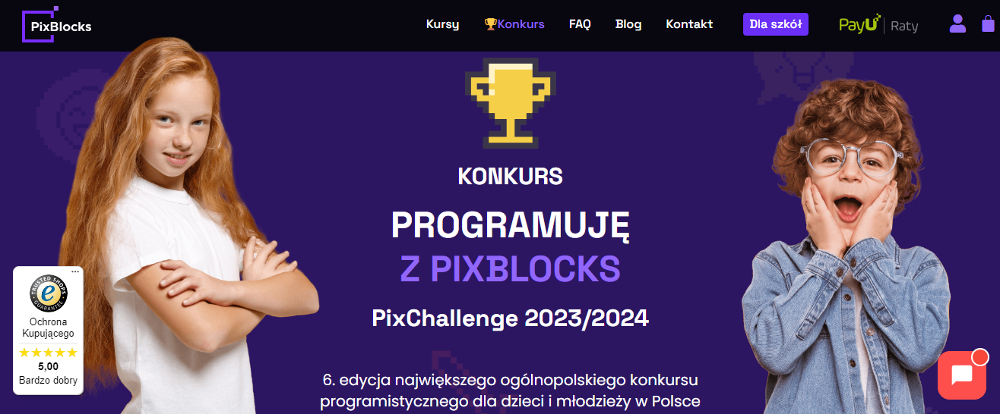 PixBlocks
Kursy
🏆Konkurs
FAQ
Blog
Kontakt
Dla szkół
PayU | Raty
KONKURS
PROGRAMUJĘ
Z PIXBLOCKS
PixChallenge 2023/2024
6. edycja największego ogólnopolskiego konkursu
programistycznego dla dzieci i młodzieży w Polsce
TRUSTED SHOPS
e
GUARANTEE
Ochrona
Kupującego
★★★★★
5,00
Bardzo dobry